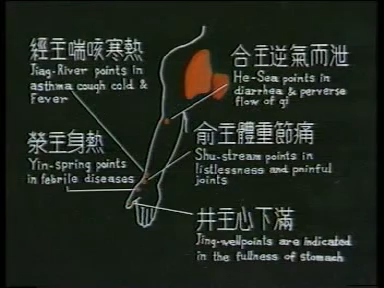 經主喘咳寒熱
Jiag-River points in
asthma cough cold &
Fever
合主逆氣而泄
He-Sea points in
diarrhea & perverse
flow of gi
滎主身熱
Yin-spring points
in febrile diseases
俞主體重節痛
Shu-stream points in
listlessness and painful
joints
井主心下滿
Jing-wellpoints are indicated
in the fullness of stomach